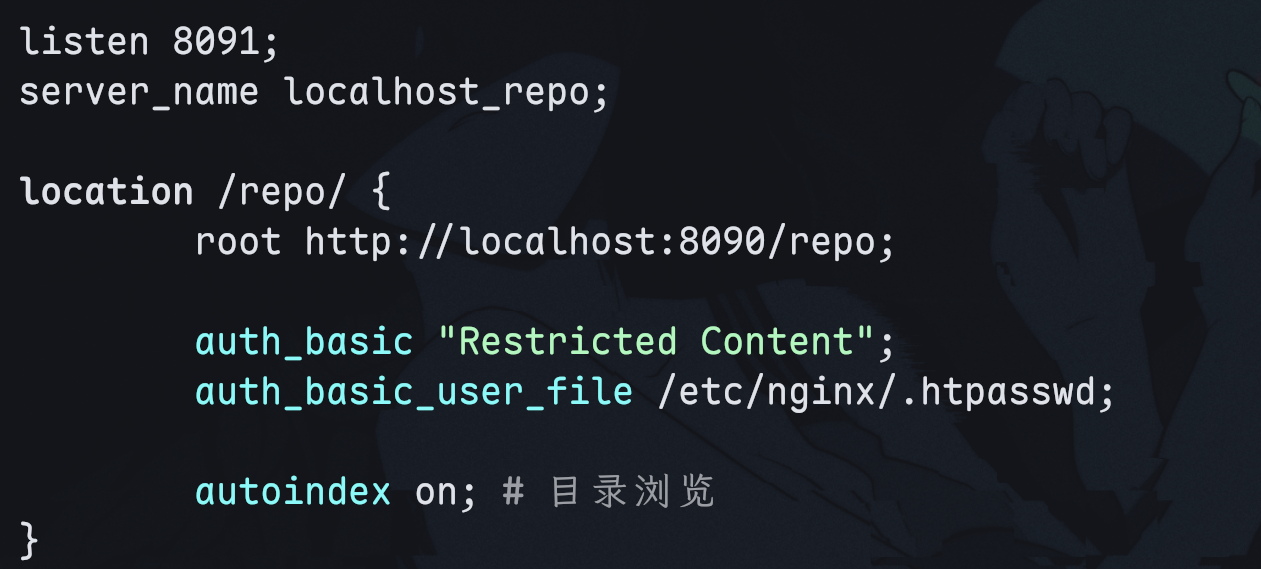 listen 8091;
server_name localhost_repo;
location /repo/ {
root http://localhost:8090/repo;
auth_basic "Restricted Content";
auth_basic_user_file /etc/nginx/.htpasswd;
autoindex on; # 目录浏览
}